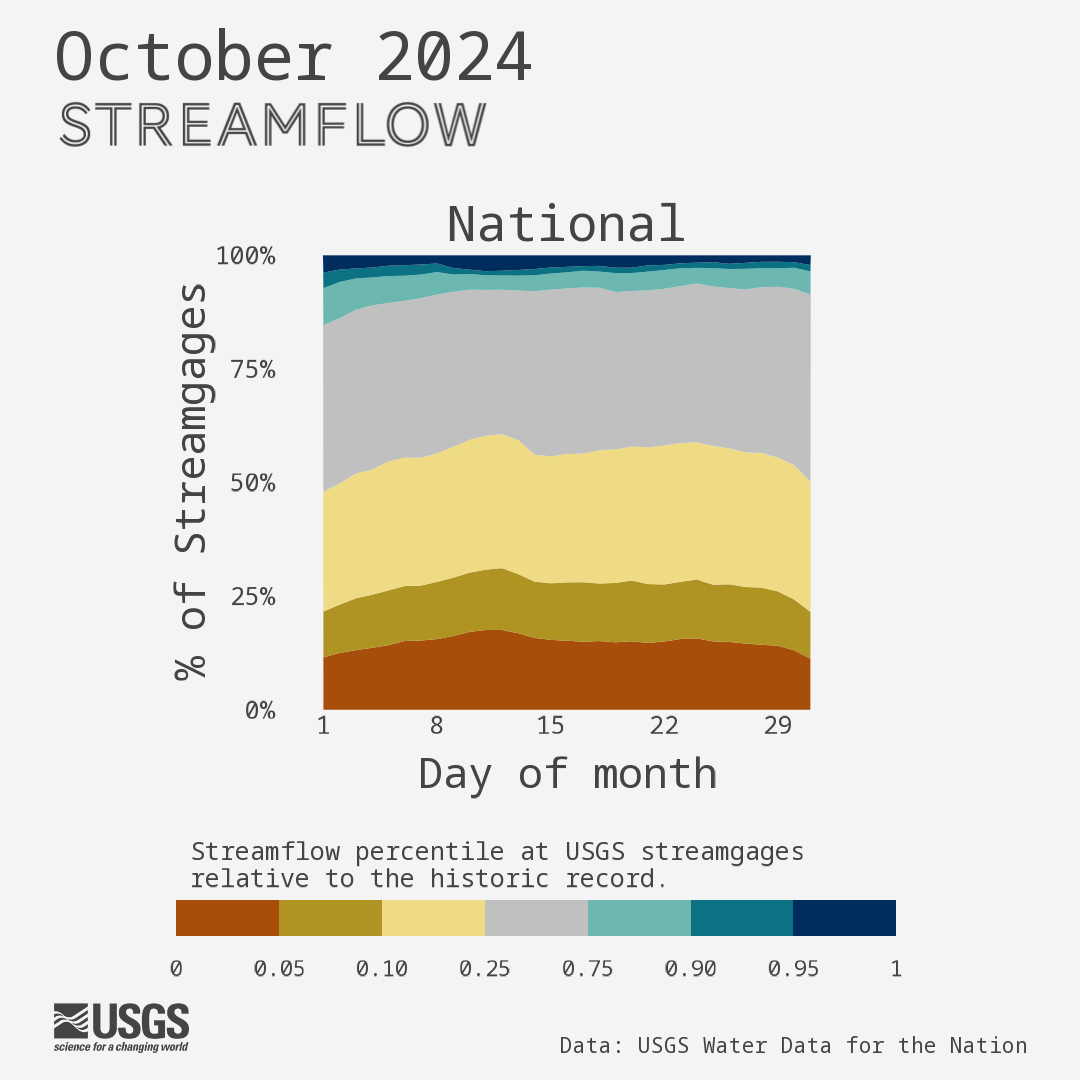 October 2024
STREAMFLOW
National
100%
75%
50%
25%
0%
% of Streamgages
1 8 15 22 29
Day of month
Streamflow percentile at USGS streamgages
relative to the historic record.
0 0.05 0.10 0.25 0.75 0.90 0.95 1
USGS
science for a changing world
Data: USGS Water Data for the Nation